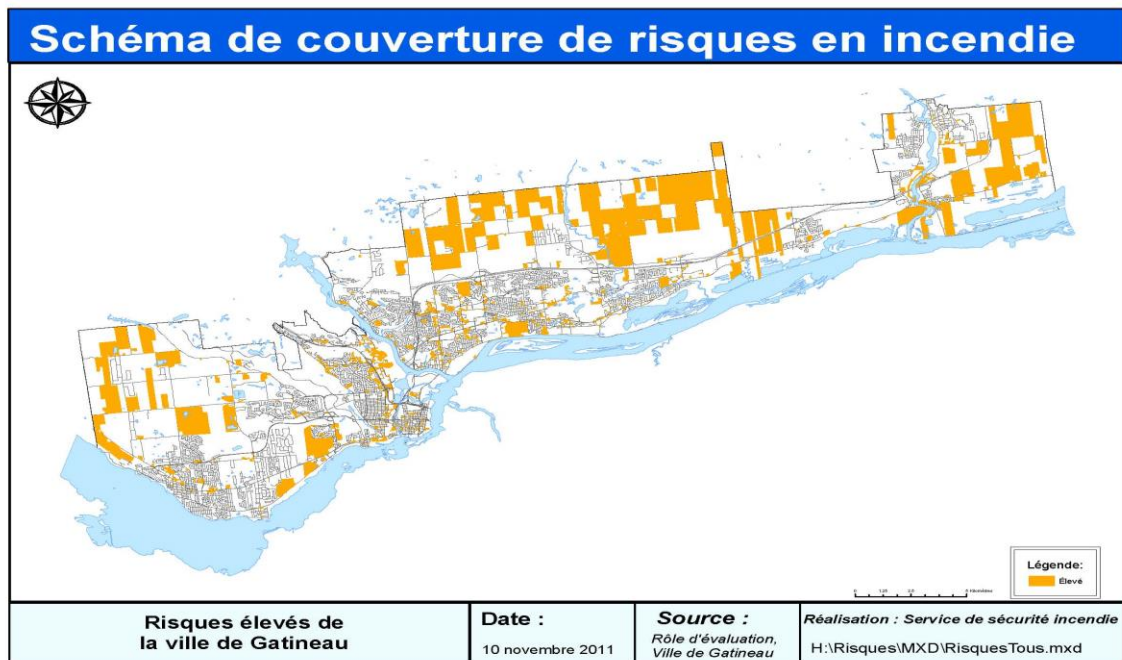 Schéma de couverture de risques en incendie
Légende:
Élevé
Risques élevés de
la ville de Gatineau
Date :
10 novembre 2011
Source :
Rôle d'évaluation,
Ville de Gatineau
Réalisation : Service de sécurité incendie
H:\Risques\MXD\RisquesTous.mxd